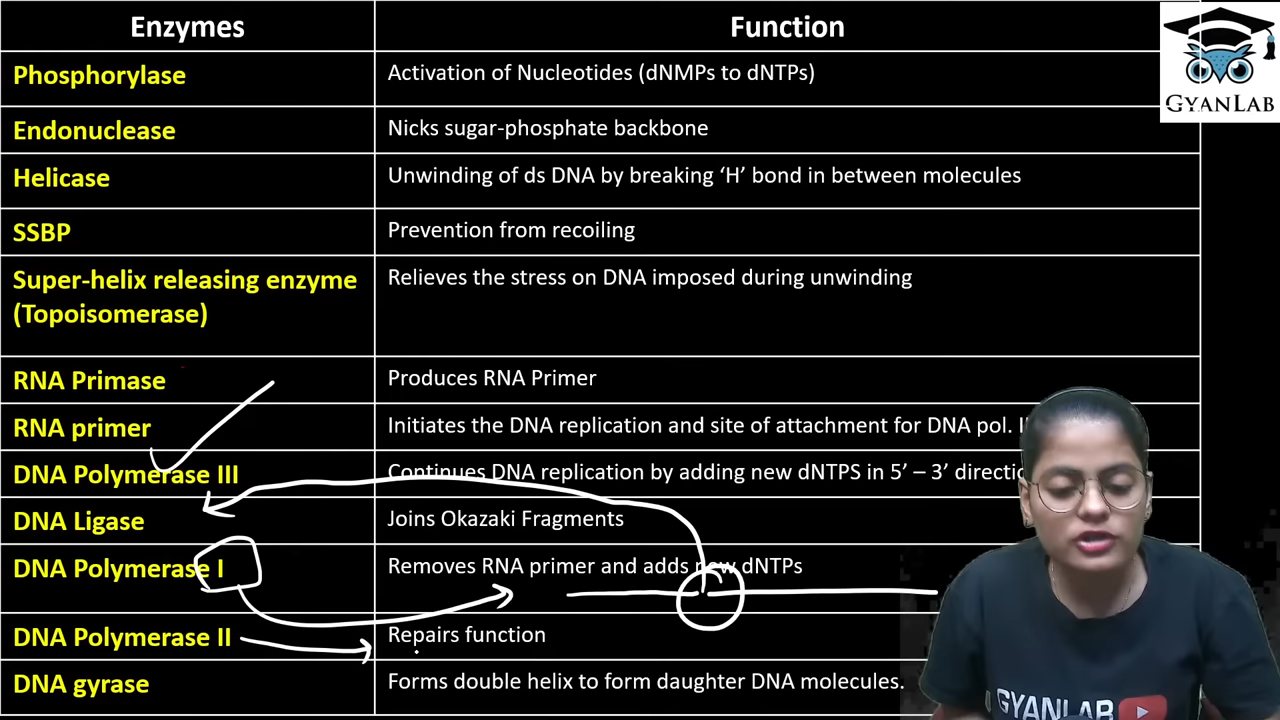 Enzymes
Function
GYANLAB
Phosphorylase
Activation of Nucleotides (dNMPs to dNTPs)
Endonuclease
Nicks sugar-phosphate backbone
Helicase
Unwinding of ds DNA by breaking ‘H’ bond in between molecules
SSBP
Prevention from recoiling
Super-helix releasing enzyme
(Topoisomerase)
Relieves the stress on DNA imposed during unwinding
RNA Primase
Produces RNA Primer
RNA primer
Initiates the DNA replication and site of attachment for DNA pol.
DNA Polymerase III
Continues DNA replication by adding new dNTPS in 5’ – 3’
DNA Ligase
Joins Okazaki Fragments
DNA Polymerase I
Removes RNA primer and adds new dNTPs
DNA Polymerase II
Repairs function
DNA gyrase
Forms double helix to form daughter DNA molecules.
GYANLAB